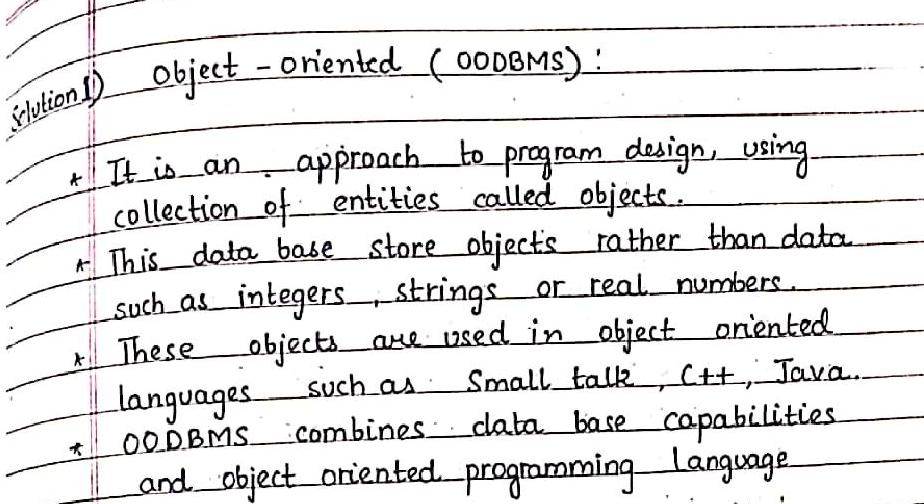 Solution 1) Object - oriented (OODBMS) :
* It is an approach to program design, using
collection of entities called objects.
* This data base store objects rather than data
such as integers, strings or real numbers.
* These objects are used in object oriented
languages such as Small talk, C++, Java.
* OODBMS combines data base capabilities
and object oriented programming language